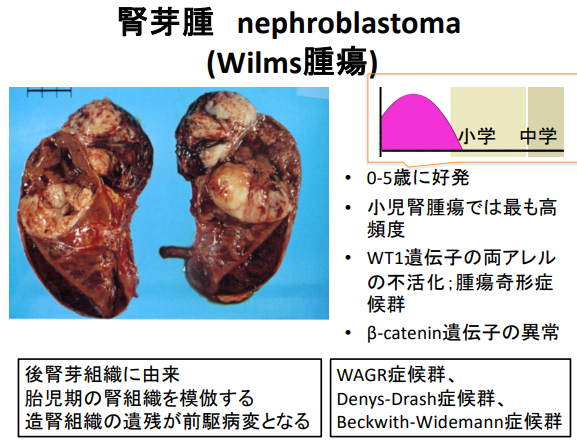 腎芽腫 nephroblastoma
(Wilms腫瘍)
小学 中学
• 0-5歳に好発
• 小児腎腫瘍では最も高
頻度
• WT1遺伝子の両アレル
の不活化；腫瘍奇形症
候群
• β-catenin遺伝子の異常
後腎芽組織に由来
胎児期の腎組織を模倣する
造腎組織の遺残が前駆病変となる
WAGR症候群、
Denys-Drash症候群、
Beckwith-Widemann症候群